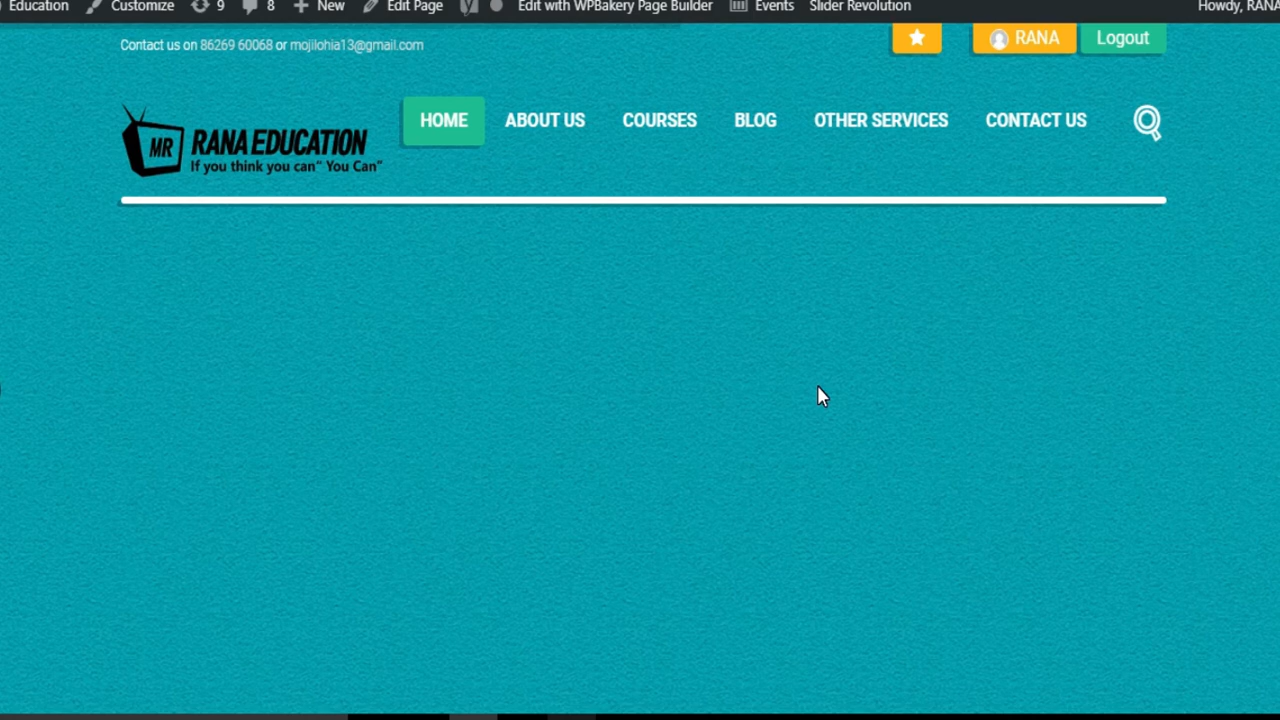 Education Customize 9 8 New Edit Page Edit with WPBakery Page Builder Events Slider Revolution Howdy, RANA
Contact us on 86269 60068 or mojilohia13@gmail.com
RANA Logout
MR RANA EDUCATION
If you think you can" You Can"
HOME ABOUT US COURSES BLOG OTHER SERVICES CONTACT US